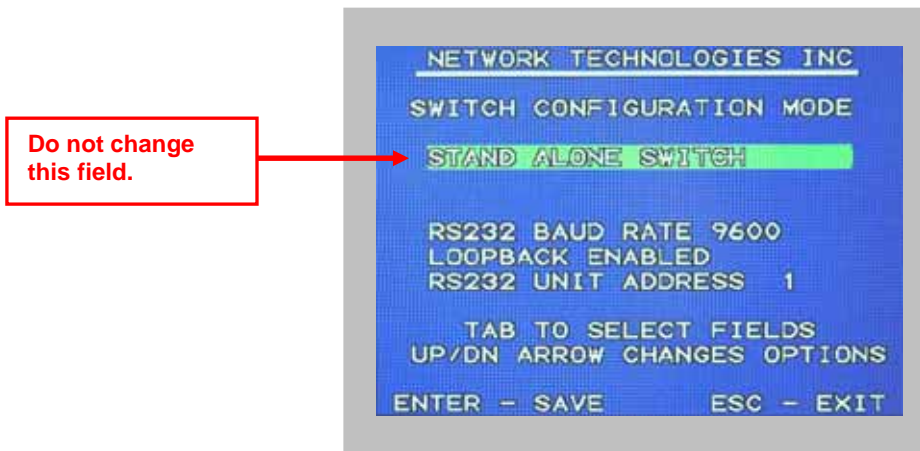 Do not change
this field.
NETWORK TECHNOLOGIES INC
SWITCH CONFIGURATION MODE
STAND ALONE SWITCH
RS232 BAUD RATE 9600
LOOPBACK ENABLED
RS232 UNIT ADDRESS 1
TAB TO SELECT FIELDS
UP/DN ARROW CHANGES OPTIONS
ENTER - SAVE ESC - EXIT